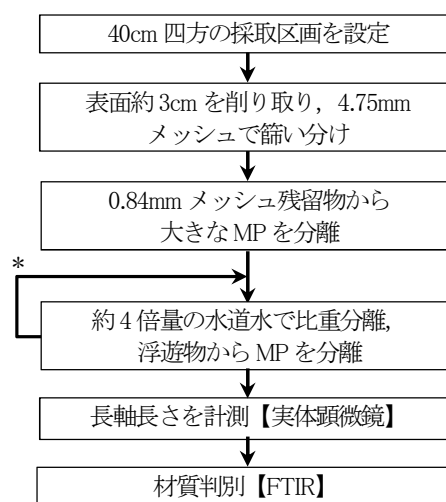 40cm 四方の採取区画を設定
表面約 3cm を削り取り，4.75mm
メッシュで篩い分け
0.84mm メッシュ残留物から
大きな MP を分離
*
約 4 倍量の水道水で比重分離，
浮遊物から MP を分離
長軸長さを計測【実体顕微鏡】
材質判別【FTIR】